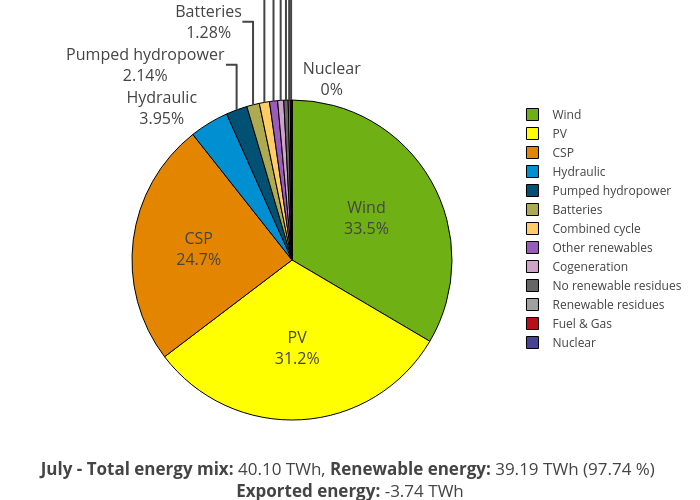 Batteries
1.28%
Pumped hydropower
2.14%
Hydraulic
3.95%
Nuclear
0%
Wind
33.5%
CSP
24.7%
PV
31.2%
Wind
PV
CSP
Hydraulic
Pumped hydropower
Batteries
Combined cycle
Other renewables
Cogeneration
No renewable residues
Renewable residues
Fuel & Gas
Nuclear
July - Total energy mix: 40.10 TWh, Renewable energy: 39.19 TWh (97.74 %)
Exported energy: -3.74 TWh